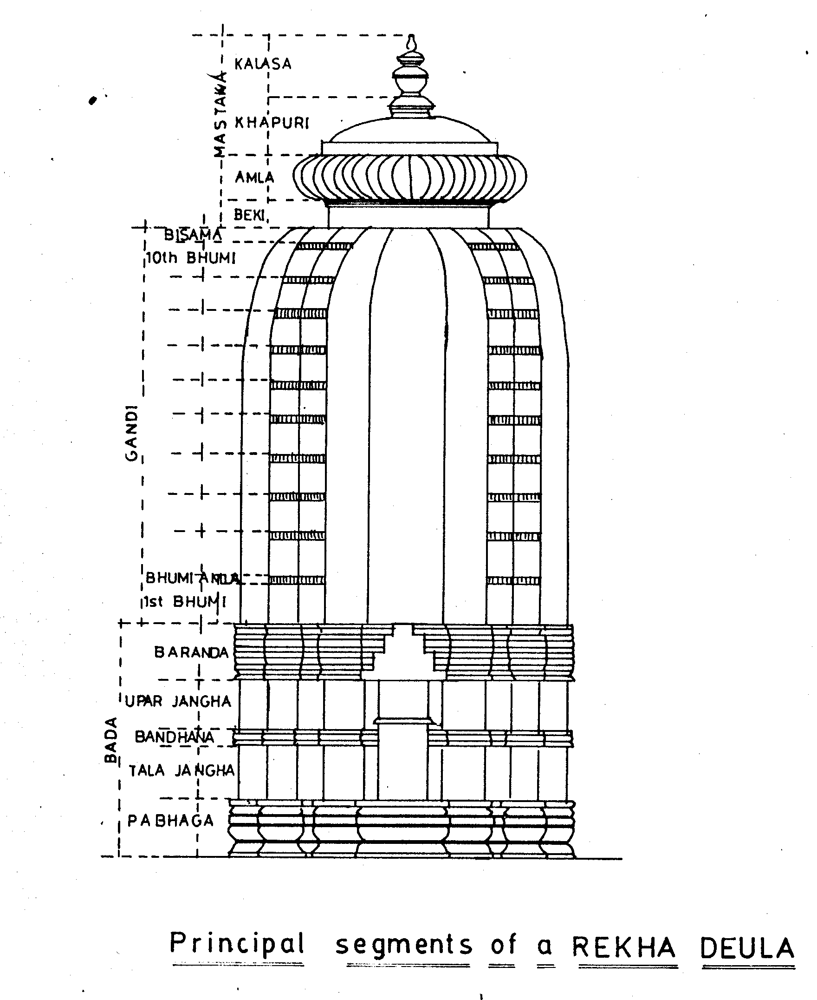 KALASA
MASTAKA
KHAPURI
AMLA
BEKI
BISAMA
10th BHUMI
GANDI
BHUMI AMLA
1st BHUMI
BARANDA
UPAR JANGHA
BADA
BANDHANA
TALA JANGHA
PABHAGA
Principal segments of a REKHA DEULA